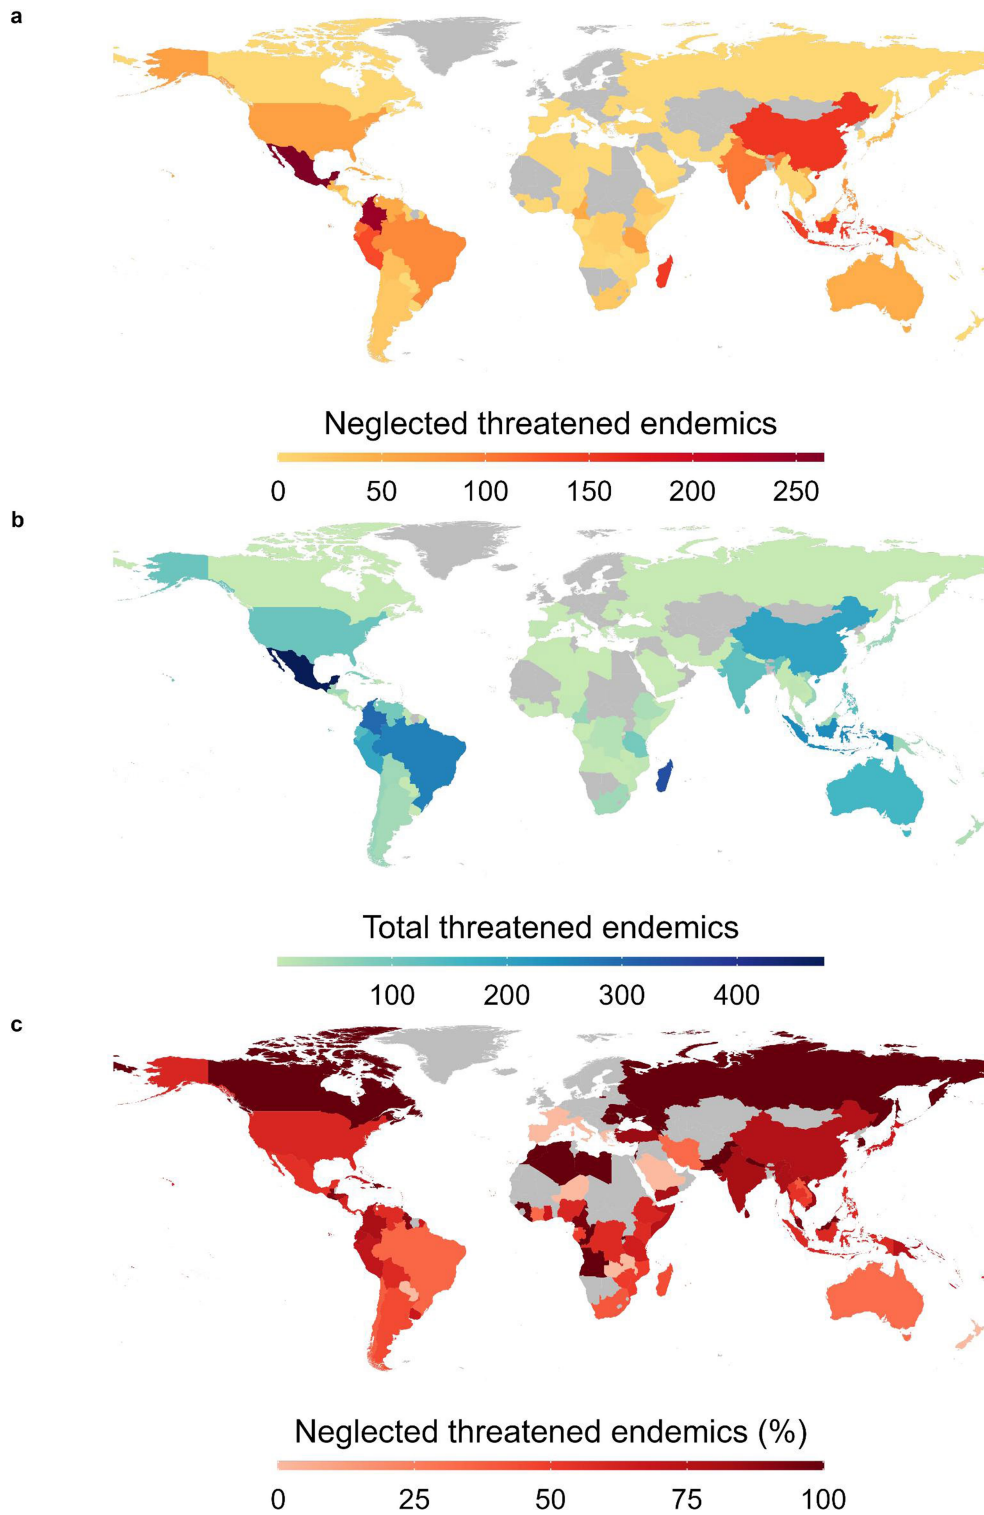 a
Neglected threatened endemics
0 50 100 150 200 250
b
Total threatened endemics
100 200 300 400
c
Neglected threatened endemics (%)
0 25 50 75 100